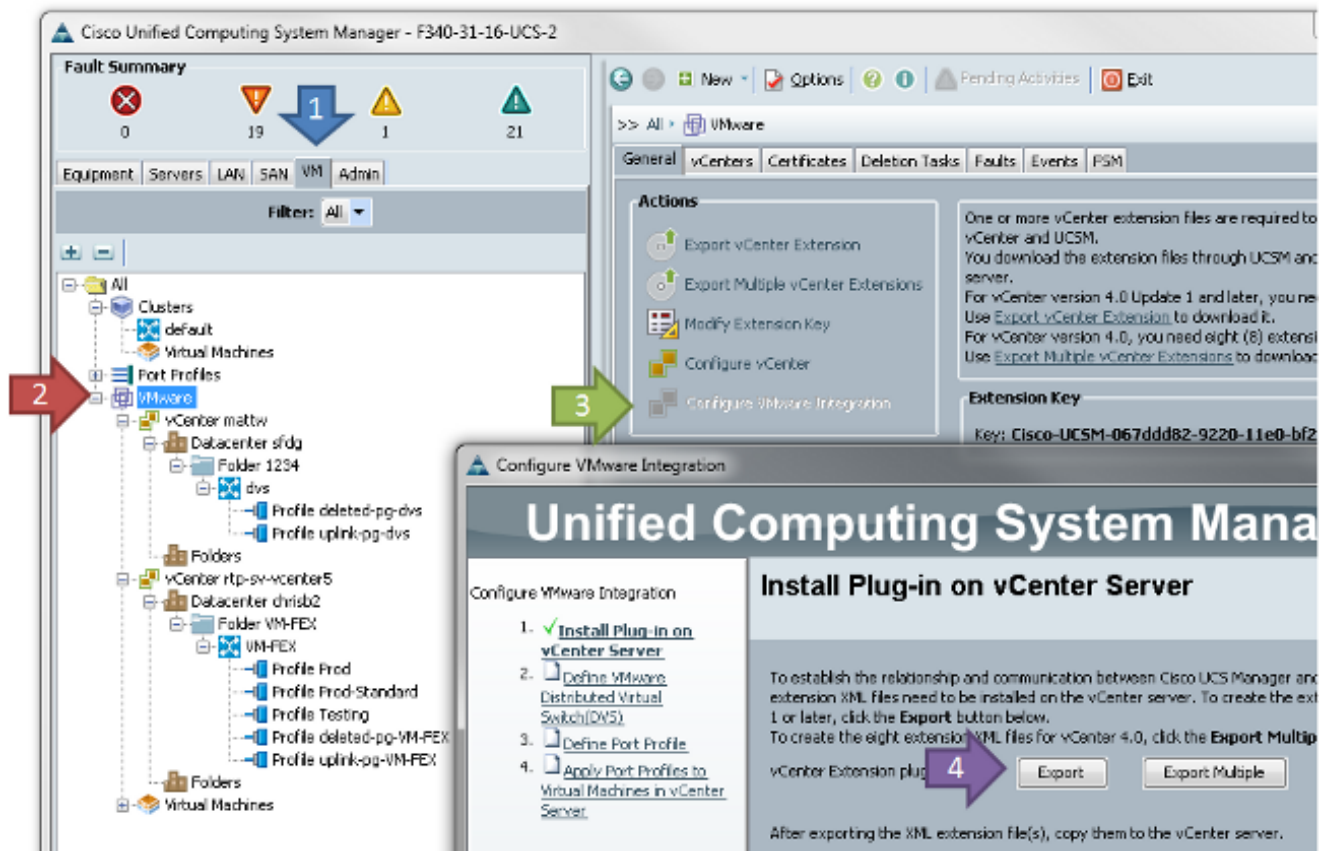 Cisco Unified Computing System Manager - F340-31-16-UCS-2
Fault Summary
0
19
1
21
1
Equipment Servers LAN SAN VM Admin
Filter: All
All
Clusters
default
Virtual Machines
Port Profiles
2
VMware
vCenter mattw
Datacenter sfdg
Folder 1234
dvs
Profile deleted-pg-dvs
Profile uplink-pg-dvs
Folders
vCenter rtp-sv-vcenter5
Datacenter chrisb2
Folder VM-FEX
VM-FEX
Profile Prod
Profile Prod-Standard
Profile Testing
Profile deleted-pg-VM-FEX
Profile uplink-pg-VM-FEX
Folders
Virtual Machines
New Options Pending Activities Exit
>> All VMware
General vCenters Certificates Deletion Tasks Faults Events PSM
Actions
Export vCenter Extension
Export Multiple vCenter Extensions
Modify Extension Key
Configure vCenter
3
Configure VMware Integration
One or more vCenter extension files are required to
vCenter and UCSM.
You download the extension files through UCSM and
server.
For vCenter version 4.0 Update 1 and later, you
Use Export vCenter Extension to download it.
For vCenter version 4.0, you need eight (8)
Use Export Multiple vCenter Extensions to
Extension Key
Key: Cisco-UCSM-067ddd82-9220-11e0-bf2
Configure VMware Integration
Unified Computing System Mana
Configure VMware Integration
1. Install Plug-in on
vCenter Server
2. Define VMware
Distributed Virtual
Switch(DVS)
3. Define Port Profile
4. Apply Port Profiles to
Virtual Machines in vCenter
Server
Install Plug-in on vCenter Server
To establish the relationship and communication between Cisco UCS Manager and
extension XML files need to be installed on the vCenter server. To create the ext
1 or later, click the Export button below.
To create the eight extension XML files for vCenter 4.0, click the Export Multip
vCenter Extension plug
4
Export
Export Multiple
After exporting the XML extension file(s), copy them to the vCenter server.